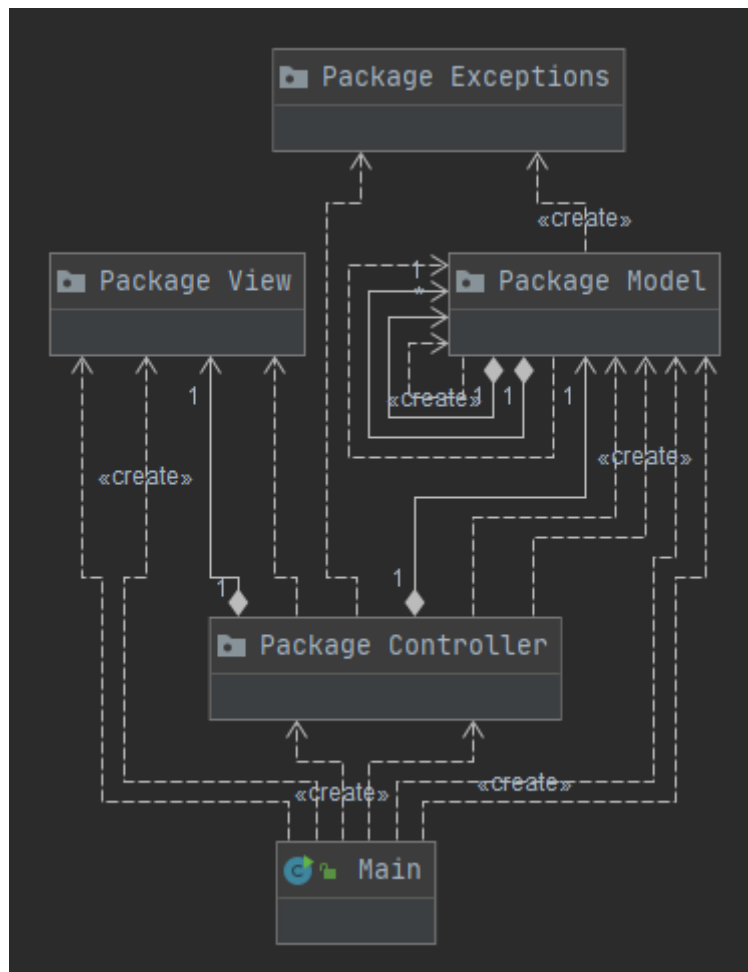 Package Exceptions
«create»
Package View
1
*
Package Model
«create»
1
1
1
1
«create»
«create»
1
1
Package Controller
«create»
«create»
C
Main